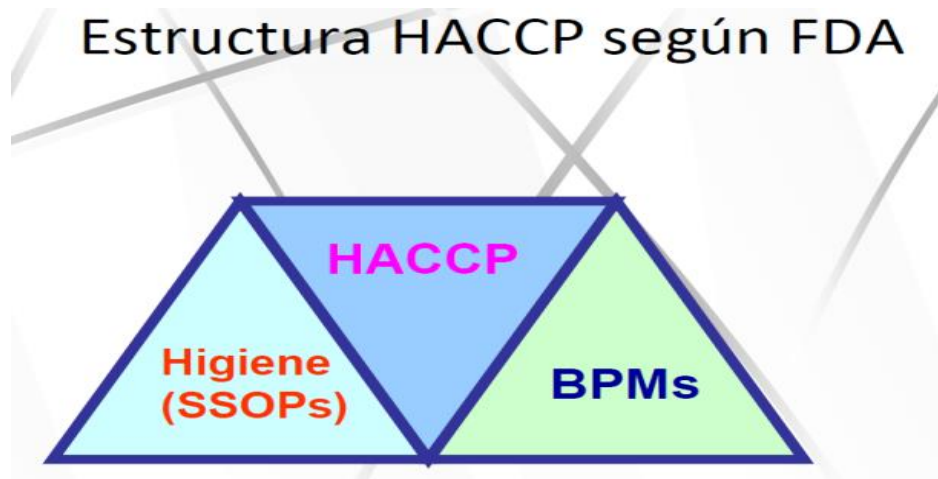 Estructura HACCP según FDA
HACCP
Higiene
(SSOPs)
BPMs